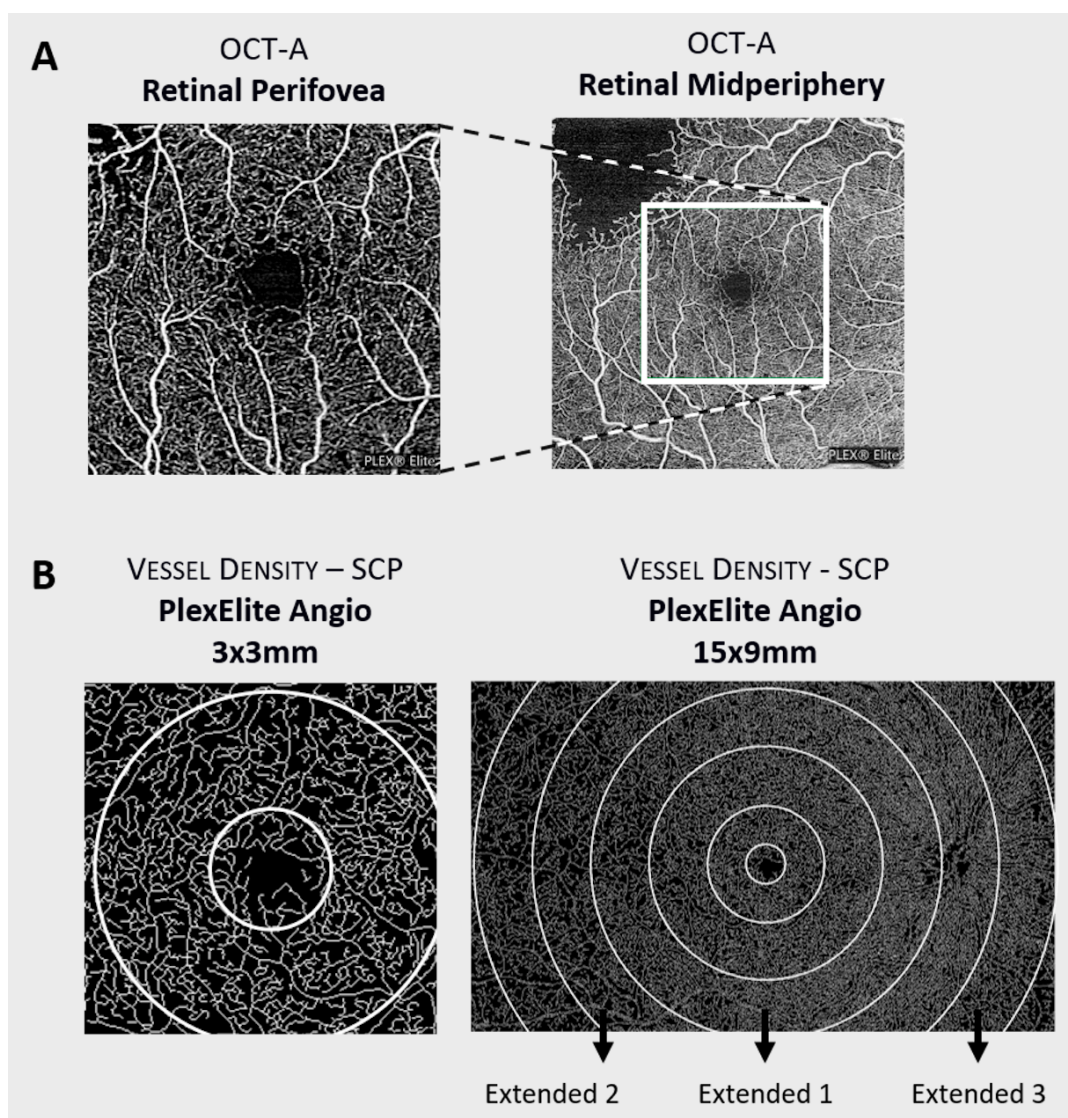 A
OCT-A
Retinal Perifovea
OCT-A
Retinal Midperiphery
PLEX® Elite
PLEX® Elite
B
VESSEL DENSITY – SCP
PlexElite Angio
3x3mm
VESSEL DENSITY - SCP
PlexElite Angio
15x9mm
Extended 2
Extended 1
Extended 3